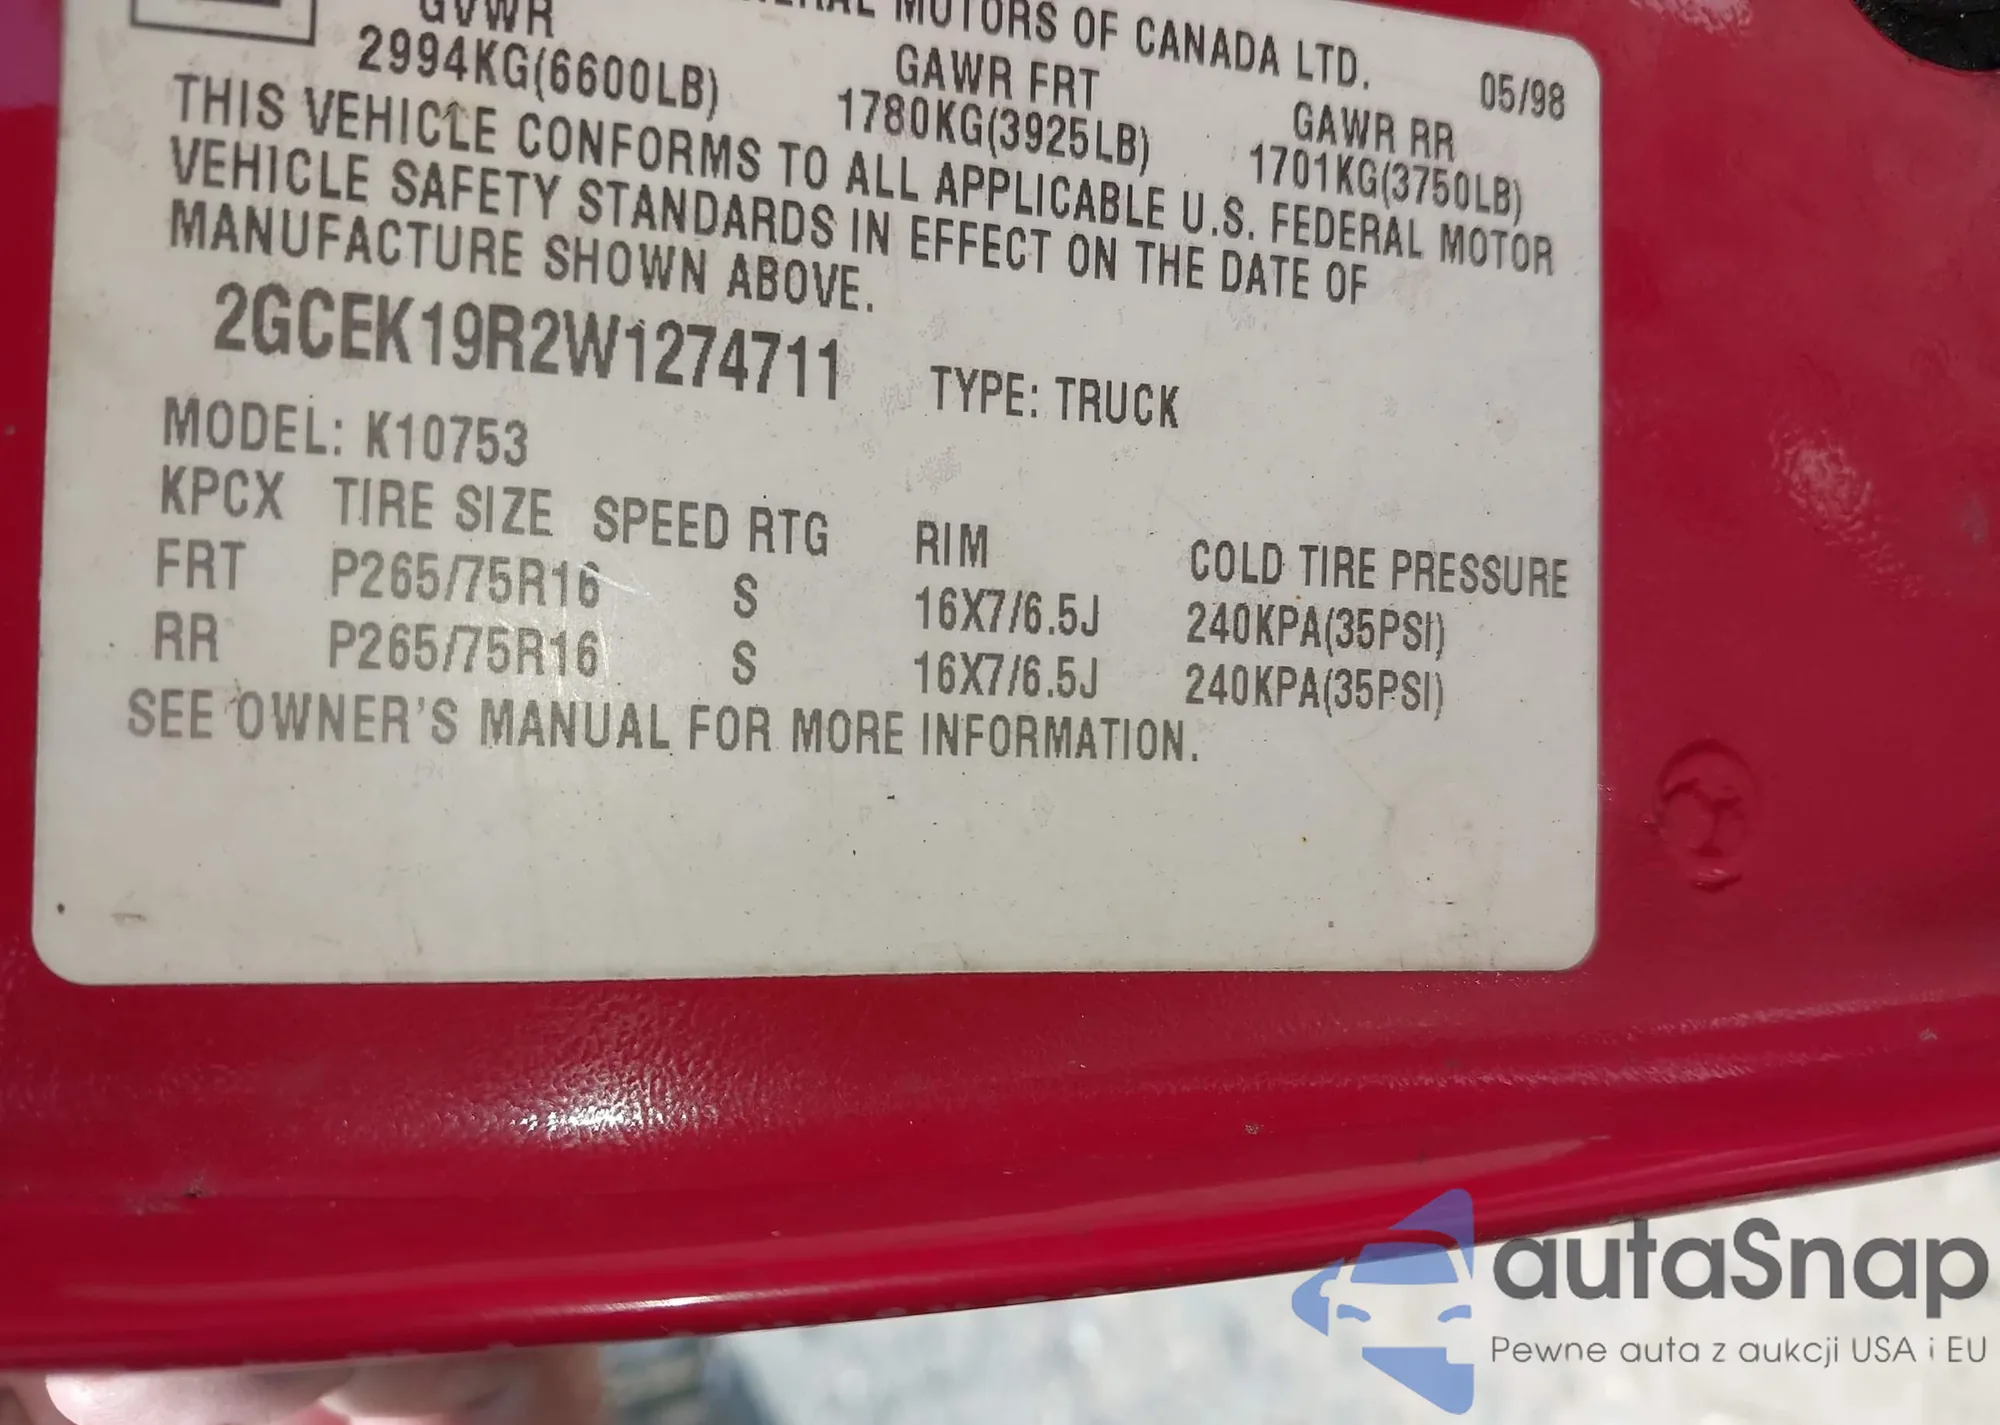 GVWR
MOTORS OF CANADA LTD.
05/98
2994KG(6600LB)
GAWR FRT
1780KG(3925LB)
GAWR RR
1701KG(3750LB)
THIS VEHICLE CONFORMS TO ALL APPLICABLE U.S. FEDERAL MOTOR
VEHICLE SAFETY STANDARDS IN EFFECT ON THE DATE OF
MANUFACTURE SHOWN ABOVE.
2GCEK19R2W1274711 TYPE: TRUCK
MODEL: K10753
KPCX TIRE SIZE SPEED RTG RIM COLD TIRE PRESSURE
FRT P265/75R16 S 16X7/6.5J 240KPA(35PSI)
RR P265/75R16 S 16X7/6.5J 240KPA(35PSI)
SEE OWNER'S MANUAL FOR MORE INFORMATION.
autaSnap
Pewne auta z aukcji USA i EU